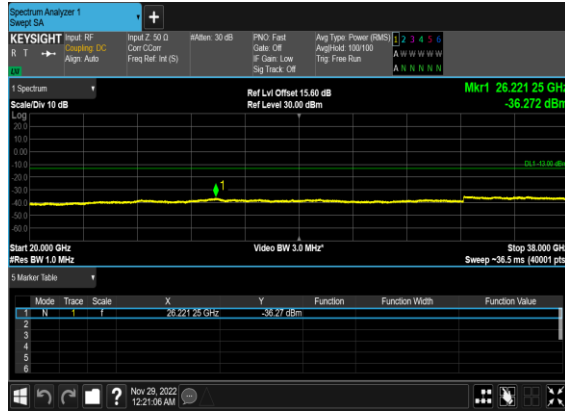 Spectrum Analyzer 1
Swept SA
+
KEYSIGHT Input: RF Input Z: 50 Ω #Atten: 30 dB PNO: Fast Avg Type: Power (RMS) 1 2 3 4 5 6
R T Coupling: DC Corr CCorr Gate: Off Avg|Hold: 100/100 A W W W W W
Align: Auto Freq Ref: Int (S) IF Gain: Low Trig: Free Run
Sig Track: Off A N N N N N
1 Spectrum Ref Lvl Offset 15.60 dB Mkr1 26.221 25 GHz
Scale/Div 10 dB Ref Level 30.00 dBm -36.272 dBm
Log
20.0
10.0
0.00
-10.0 DL1 -13.00 dBm
-20.0
-30.0 1
-40.0
-50.0
-60.0
Start 20.000 GHz Video BW 3.0 MHz* Stop 38.000 GHz
#Res BW 1.0 MHz Sweep ~36.5 ms (40001 pts)
5 Marker Table
Mode Trace Scale X Y Function Function Width Function Value
1 N 1 f 26.221 25 GHz -36.27 dBm
2
3
4
5
6
? Nov 29, 2022
12:21:06 AM